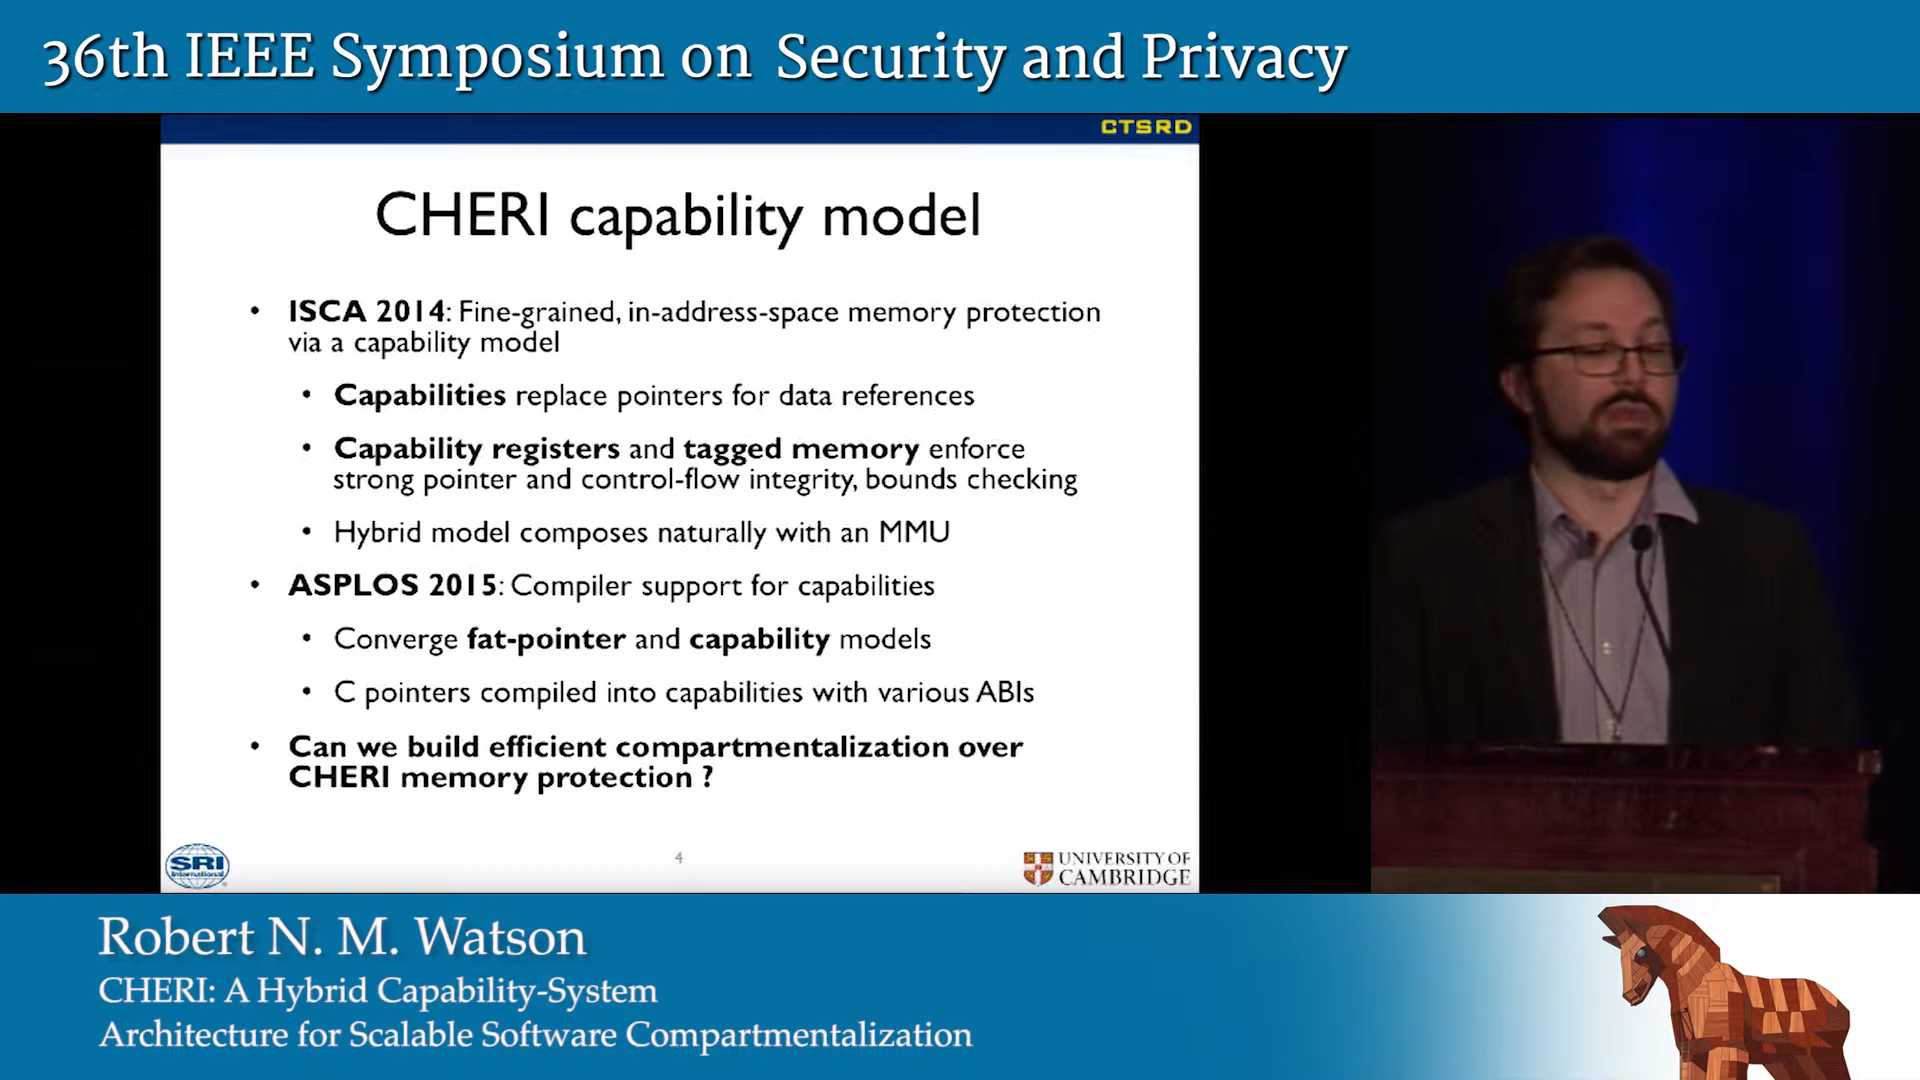 36th IEEE Symposium on Security and Privacy
CTSRD
CHERI capability model
• ISCA 2014: Fine-grained, in-address-space memory protection
via a capability model
• Capabilities replace pointers for data references
• Capability registers and tagged memory enforce
strong pointer and control-flow integrity, bounds checking
• Hybrid model composes naturally with an MMU
• ASPLOS 2015: Compiler support for capabilities
• Converge fat-pointer and capability models
• C pointers compiled into capabilities with various ABIs
• Can we build efficient compartmentalization over
CHERI memory protection ?
SRI
International
4
UNIVERSITY OF
CAMBRIDGE
Robert N. M. Watson
CHERI: A Hybrid Capability-System
Architecture for Scalable Software Compartmentalization